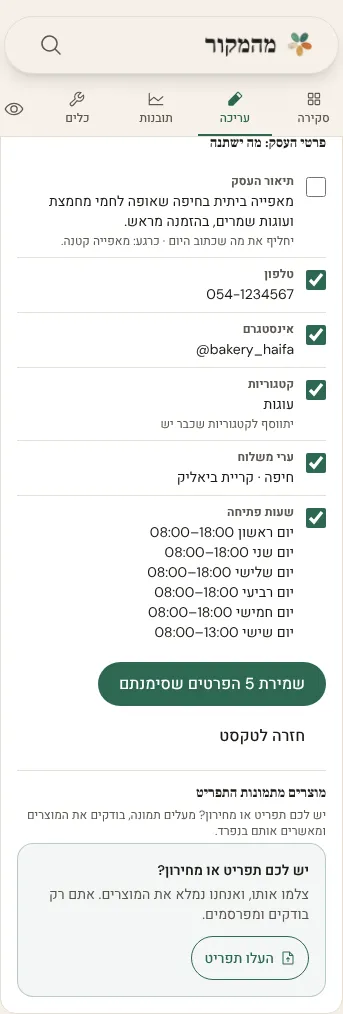 מהמקור
סקירה
עריכה
תובנות
כלים
פרטי העסק: מה ישתנה
תיאור העסק
מאפייה ביתית בחיפה שאופה לחמי מחמצת
ועוגות שמרים, בהזמנה מראש.
יחליף את מה שכתוב היום · כרגע: מאפייה קטנה.
טלפון
054-1234567
אינסטגרם
@bakery_haifa
קטגוריות
עוגות
יתווסף לקטגוריות שכבר יש
ערי משלוח
חיפה · קריית ביאליק
שעות פתיחה
יום ראשון 08:00–18:00
יום שני 08:00–18:00
יום שלישי 08:00–18:00
יום רביעי 08:00–18:00
יום חמישי 08:00–18:00
יום שישי 08:00–13:00
שמירת 5 הפרטים שסימנתם
חזרה לטקסט
מוצרים מתמונות התפריט
יש לכם תפריט או מחירון? מעלים תמונה, בודקים את המוצרים
ומאשרים אותם בנפרד.
יש לכם תפריט או מחירון?
צלמו אותו, ואנחנו נמלא את המוצרים. אתם רק
בודקים ומפרסמים.
העלו תפריט